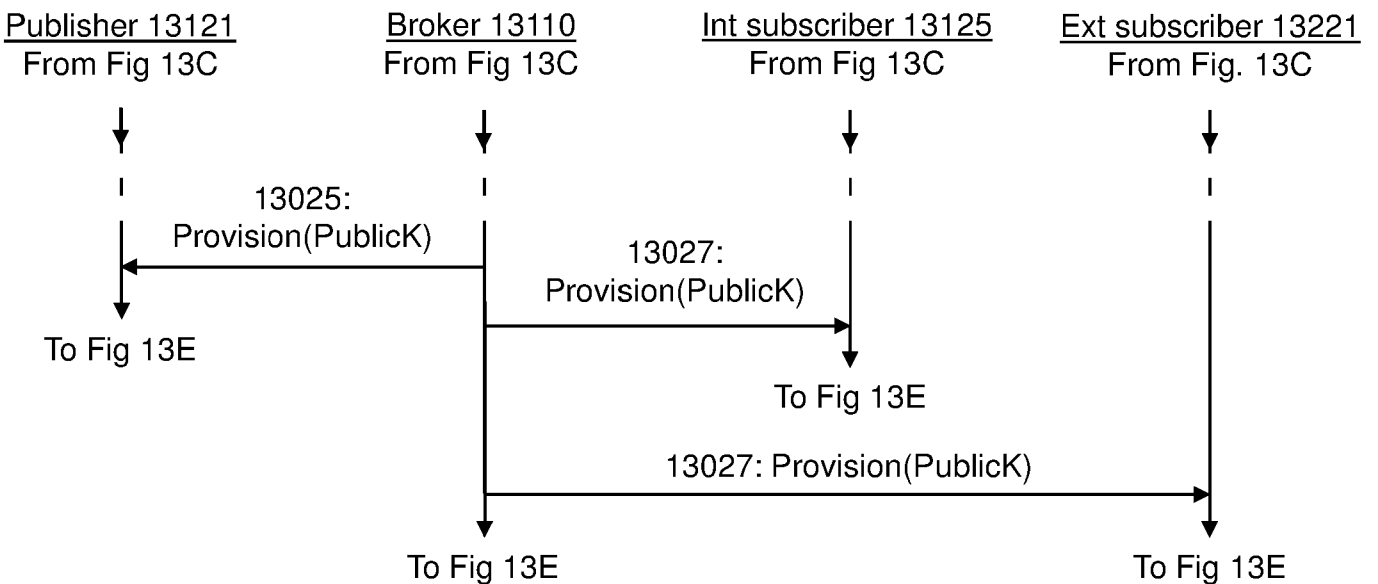 Publisher 13121
From Fig 13C
Broker 13110
From Fig 13C
Int subscriber 13125
From Fig 13C
Ext subscriber 13221
From Fig. 13C
13025:
Provision(PublicK)
13027:
Provision(PublicK)
To Fig 13E
To Fig 13E
13027: Provision(PublicK)
To Fig 13E
To Fig 13E